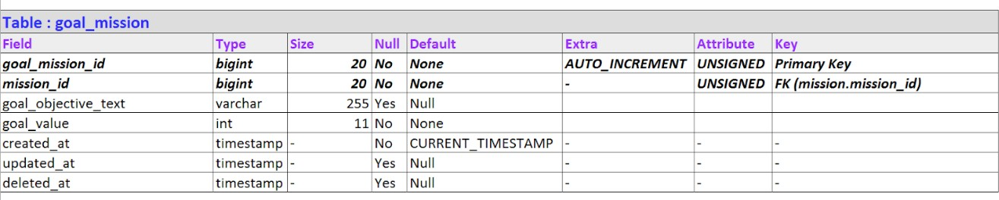 Table : goal_mission
Field Type Size Null Default Extra Attribute Key
goal_mission_id bigint 20 No None AUTO_INCREMENT UNSIGNED Primary Key
mission_id bigint 20 No None - UNSIGNED FK (mission.mission_id)
goal_objective_text varchar 255 Yes Null
goal_value int 11 No None
created_at timestamp - No CURRENT_TIMESTAMP - - -
updated_at timestamp - Yes Null - - -
deleted_at timestamp - Yes Null - - -